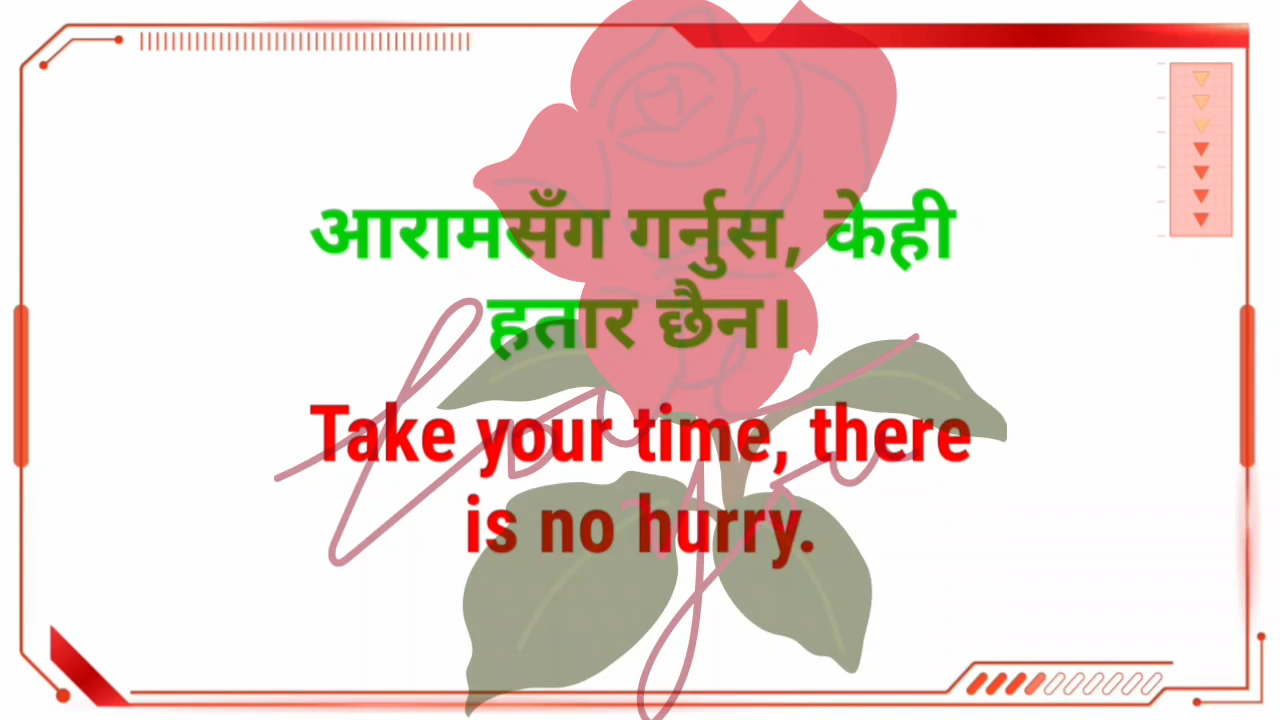 आरामसँग गर्नुस, केही
हतार छैन।
Take your time, there
is no hurry.